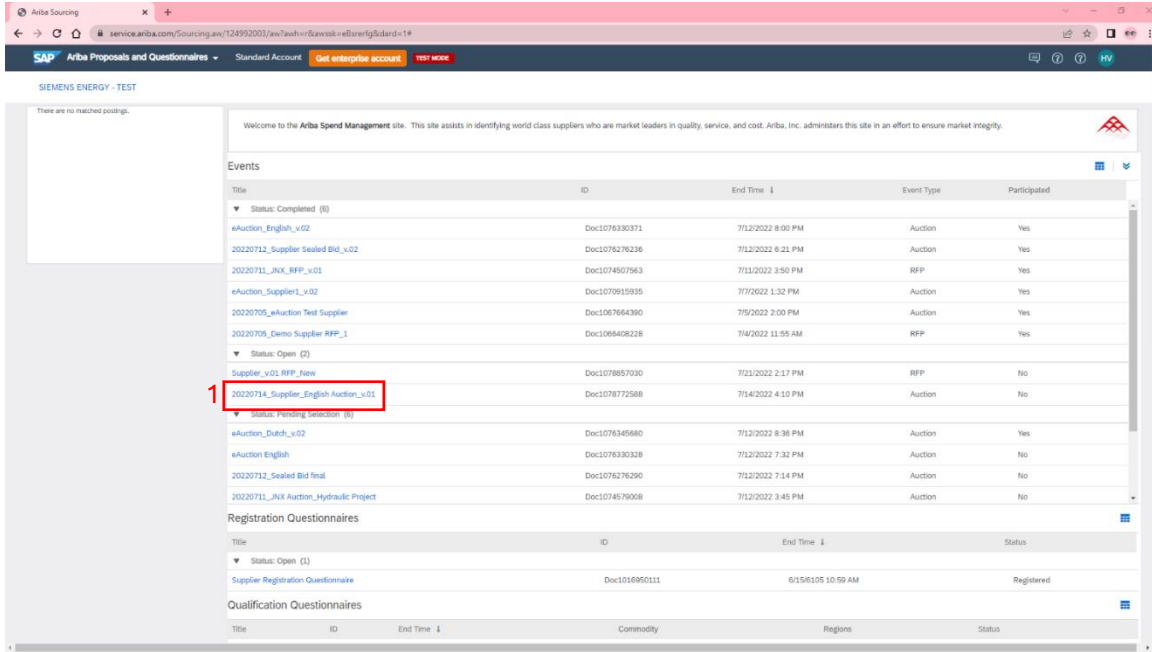 Ariba Sourcing
service.ariba.com/Sourcing.aw/124992003/aw?awh=r&awssk=eBsrerfg&dard=1#
SAP Ariba Proposals and Questionnaires Standard Account Get enterprise account TEST MODE HV
SIEMENS ENERGY - TEST
There are no matched postings.
Welcome to the Ariba Spend Management site. This site assists in identifying world class suppliers who are market leaders in quality, service, and cost. Ariba, Inc. administers this site in an effort to ensure market integrity.
Events
Title ID End Time ↓ Event Type Participated
Status: Completed (6)
eAuction_English_v.02 Doc1076330371 7/12/2022 8:00 PM Auction Yes
20220712_Supplier Sealed Bid_v.02 Doc1076276236 7/12/2022 6:21 PM Auction Yes
20220711_JNX_RFP_v.01 Doc1074507563 7/11/2022 3:50 PM RFP Yes
eAuction_Supplier1_v.02 Doc1070915935 7/7/2022 1:32 PM Auction Yes
20220705_eAuction Test Supplier Doc1067664390 7/5/2022 2:00 PM Auction Yes
20220705_Demo Supplier RFP_1 Doc1066408228 7/4/2022 11:55 AM RFP Yes
Status: Open (2)
Supplier_v.01 RFP_New Doc1078857030 7/21/2022 2:17 PM RFP No
1 20220714_Supplier_English Auction_v.01 Doc1078772588 7/14/2022 4:10 PM Auction No
Status: Pending Selection (6)
eAuction_Dutch_v.02 Doc1076345680 7/12/2022 8:36 PM Auction Yes
eAuction English Doc1076330328 7/12/2022 7:32 PM Auction No
20220712_Sealed Bid final Doc1076276290 7/12/2022 7:14 PM Auction No
20220711_JNX Auction_Hydraulic Project Doc1074579008 7/12/2022 3:45 PM Auction No
Registration Questionnaires
Title ID End Time ↓ Status
Status: Open (1)
Supplier Registration Questionnaire Doc1016950111 6/15/6105 10:59 AM Registered
Qualification Questionnaires
Title ID End Time ↓ Commodity Regions Status